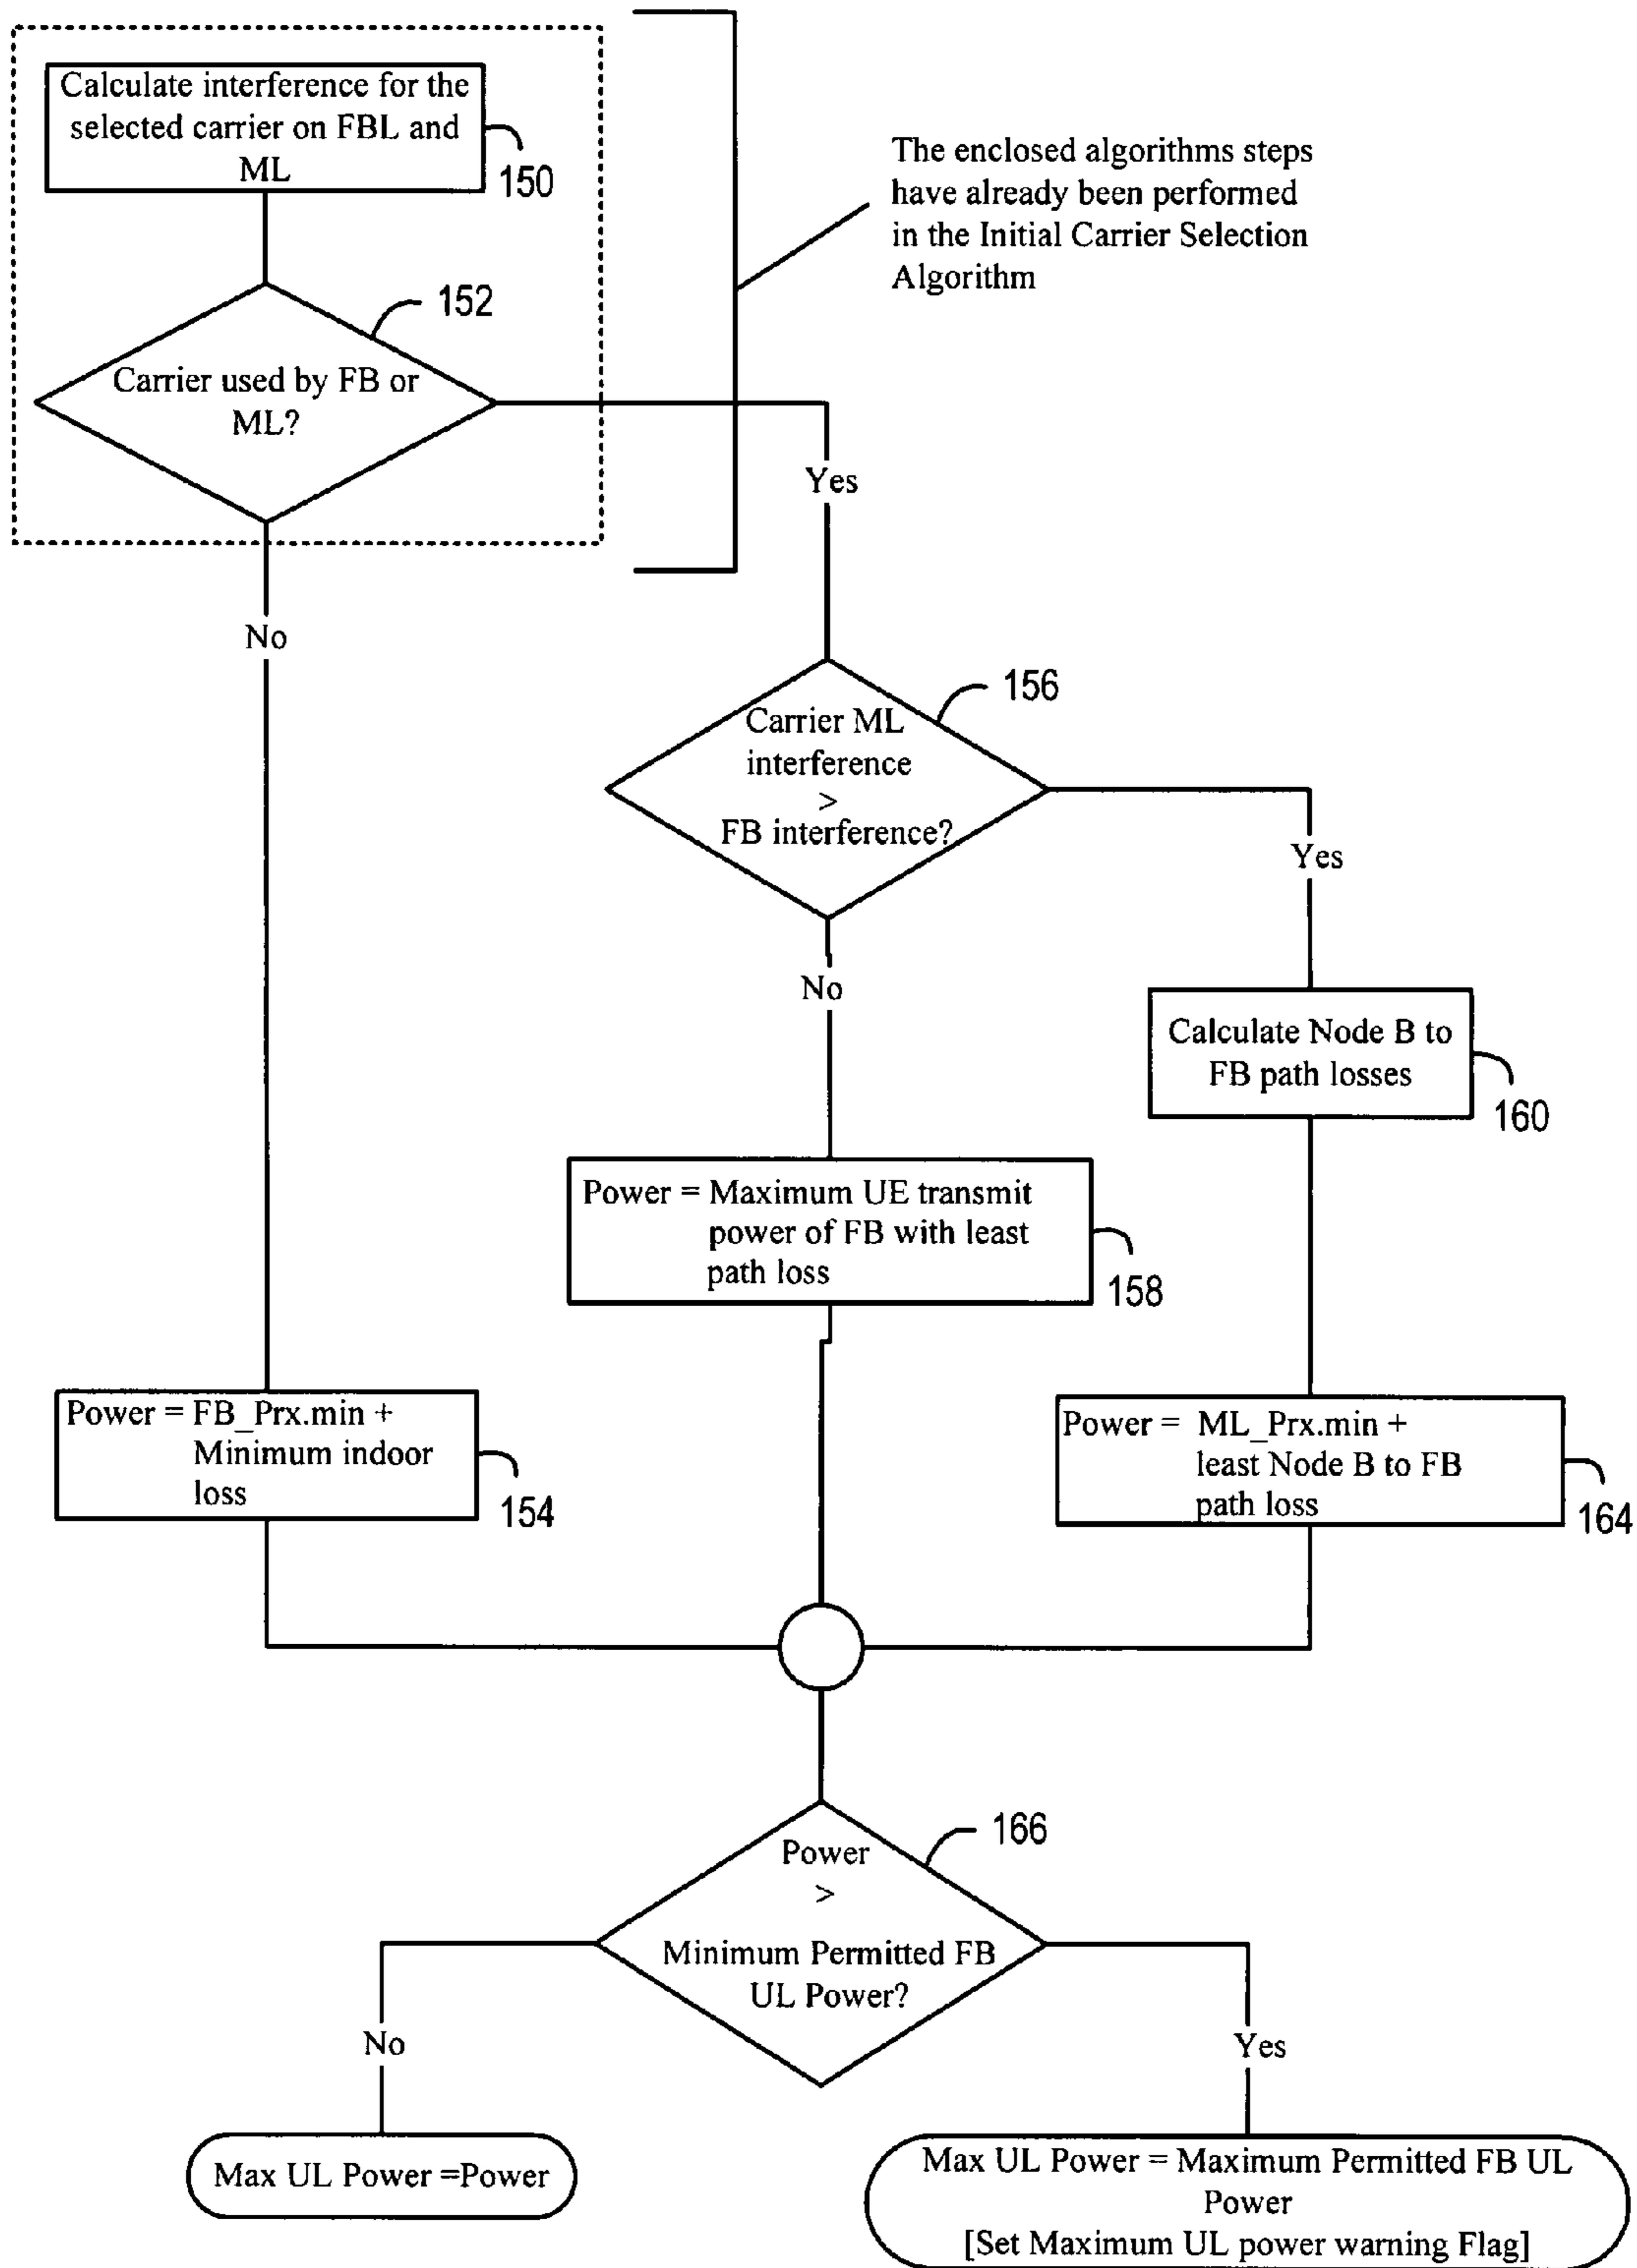 Calculate interference for the
selected carrier on FBL and
ML
150
The enclosed algorithms steps
have already been performed
in the Initial Carrier Selection
Algorithm
152
Carrier used by FB or
ML?
Yes
No
156
Carrier ML
interference
>
FB interference?
Yes
No
Calculate Node B to
FB path losses
160
Power = Maximum UE transmit
power of FB with least
path loss
158
Power = FB_Prx.min +
Minimum indoor
loss
154
Power = ML_Prx.min +
least Node B to FB
path loss
164
166
Power
>
Minimum Permitted FB
UL Power?
No
Yes
Max UL Power =Power
Max UL Power = Maximum Permitted FB UL
Power
[Set Maximum UL power warning Flag]